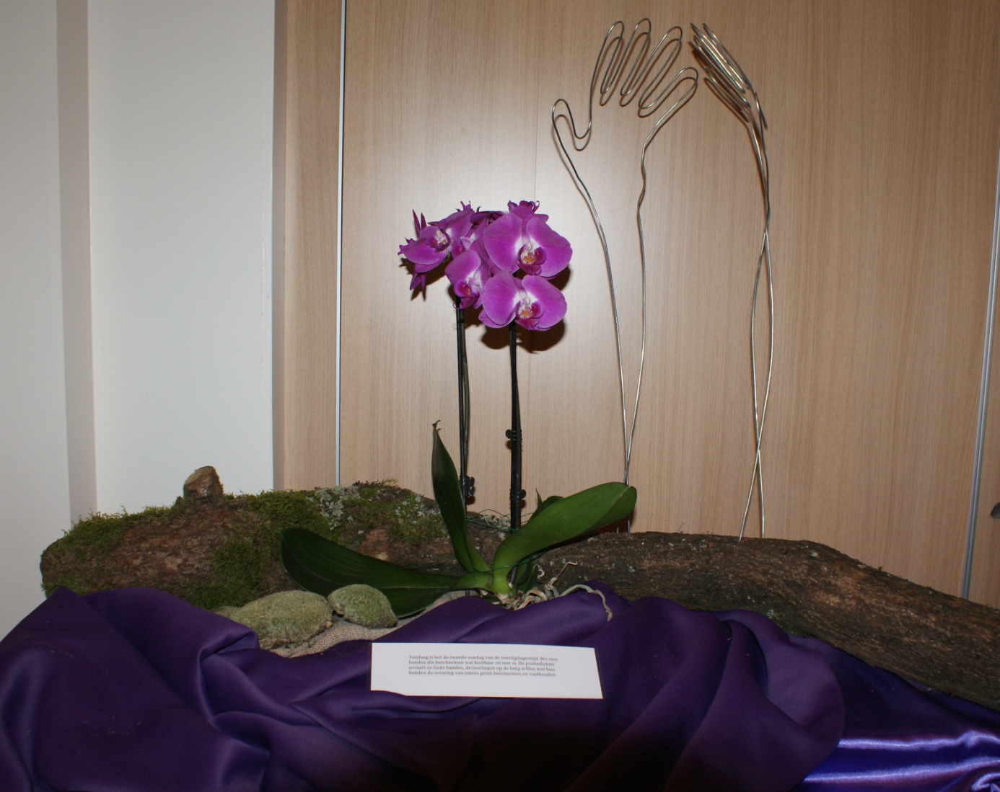 Vandaag is het de tweede zondag van de veertigdagentijd. We zien
handen die beschermen wat kostbaar en teer is. De psalmdichter
ervaart zo Gods handen, de leerlingen op de berg willen met hun
handen de ervaring van intens geluk beschermen en vasthouden.